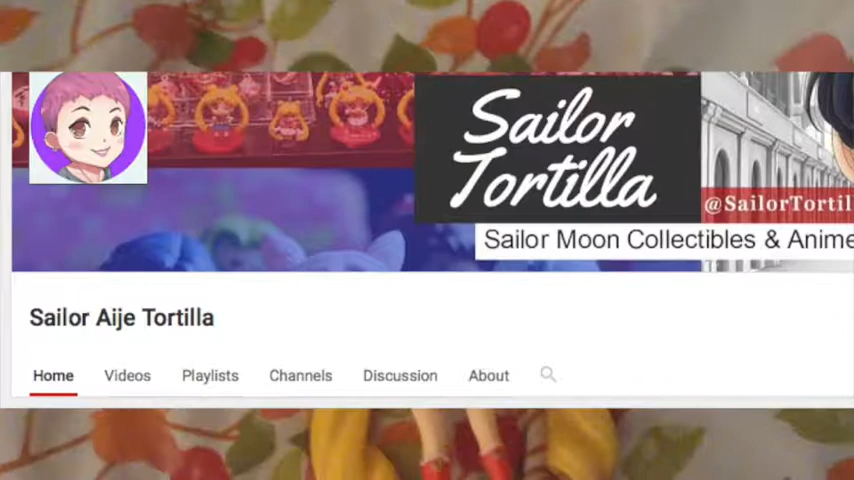 Sailor
Tortilla
@SailorTortil
Sailor Moon Collectibles & Anime
Sailor Aije Tortilla
Home Videos Playlists Channels Discussion About